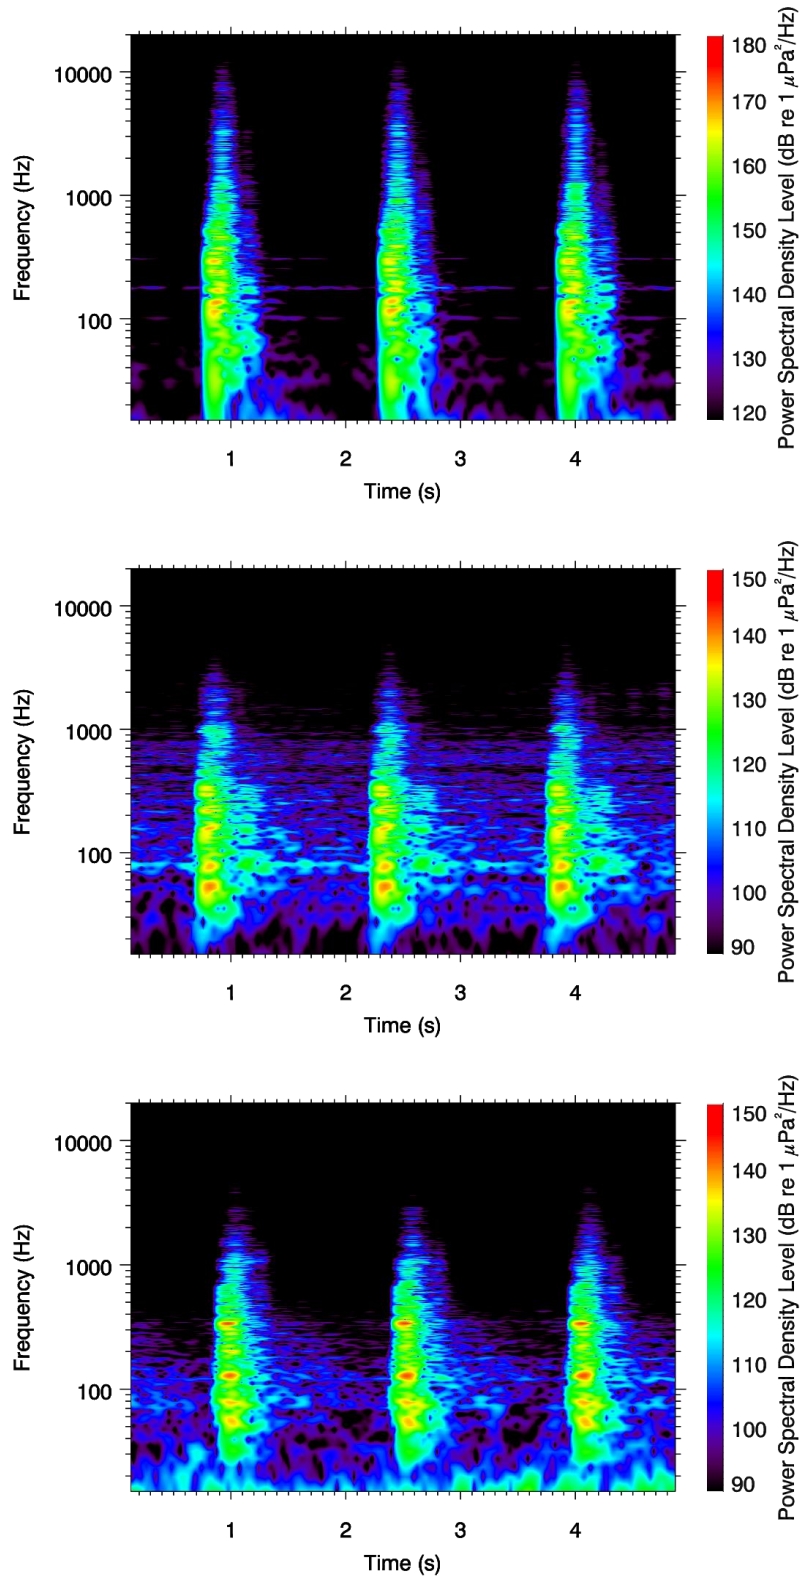 10000
1000
100
Frequency (Hz)
1 2 3 4
Time (s)
180
170
160
150
140
130
120
Power Spectral Density Level (dB re 1 μPa²/Hz)
10000
1000
100
Frequency (Hz)
1 2 3 4
Time (s)
150
140
130
120
110
100
90
Power Spectral Density Level (dB re 1 μPa²/Hz)
10000
1000
100
Frequency (Hz)
1 2 3 4
Time (s)
150
140
130
120
110
100
90
Power Spectral Density Level (dB re 1 μPa²/Hz)